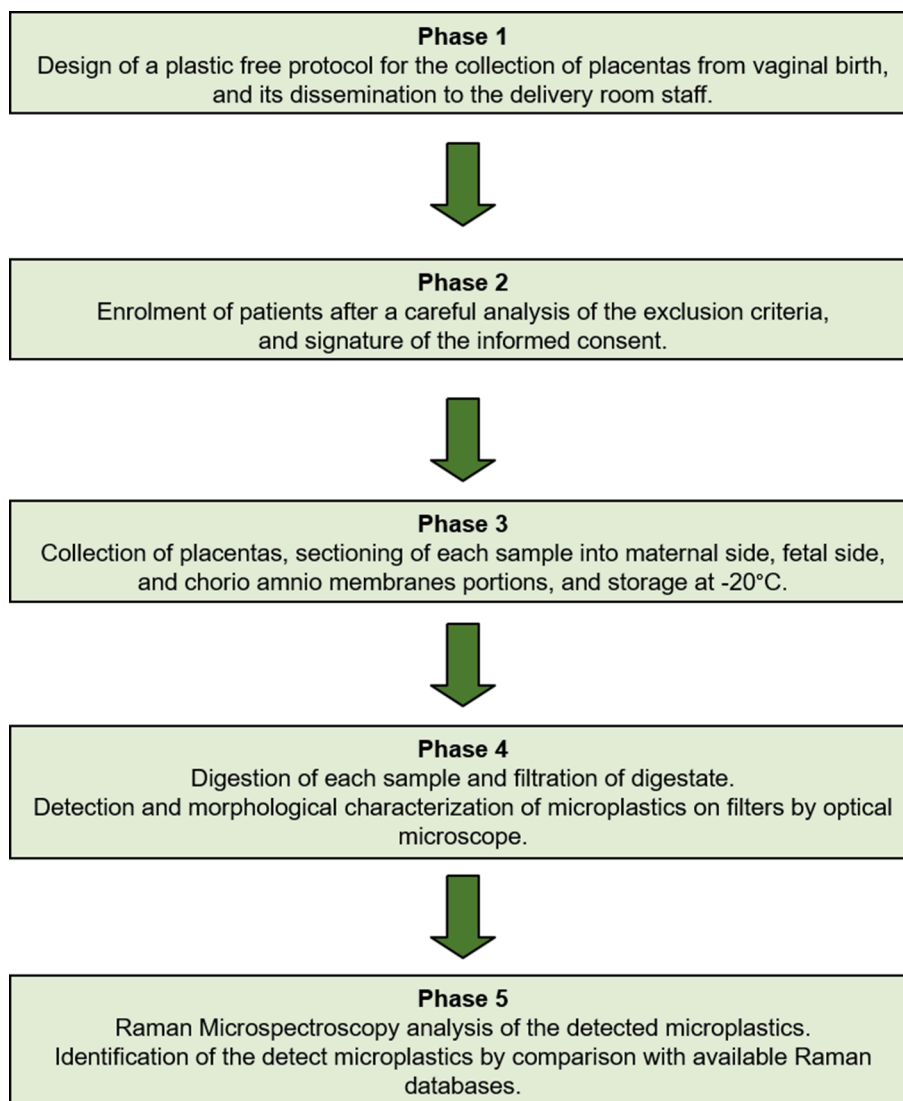 Phase 1
Design of a plastic free protocol for the collection of placentas from vaginal birth,
and its dissemination to the delivery room staff.
Phase 2
Enrolment of patients after a careful analysis of the exclusion criteria,
and signature of the informed consent.
Phase 3
Collection of placentas, sectioning of each sample into maternal side, fetal side,
and chorio amnio membranes portions, and storage at -20°C.
Phase 4
Digestion of each sample and filtration of digestate.
Detection and morphological characterization of microplastics on filters by optical
microscope.
Phase 5
Raman Microspectroscopy analysis of the detected microplastics.
Identification of the detect microplastics by comparison with available Raman
databases.